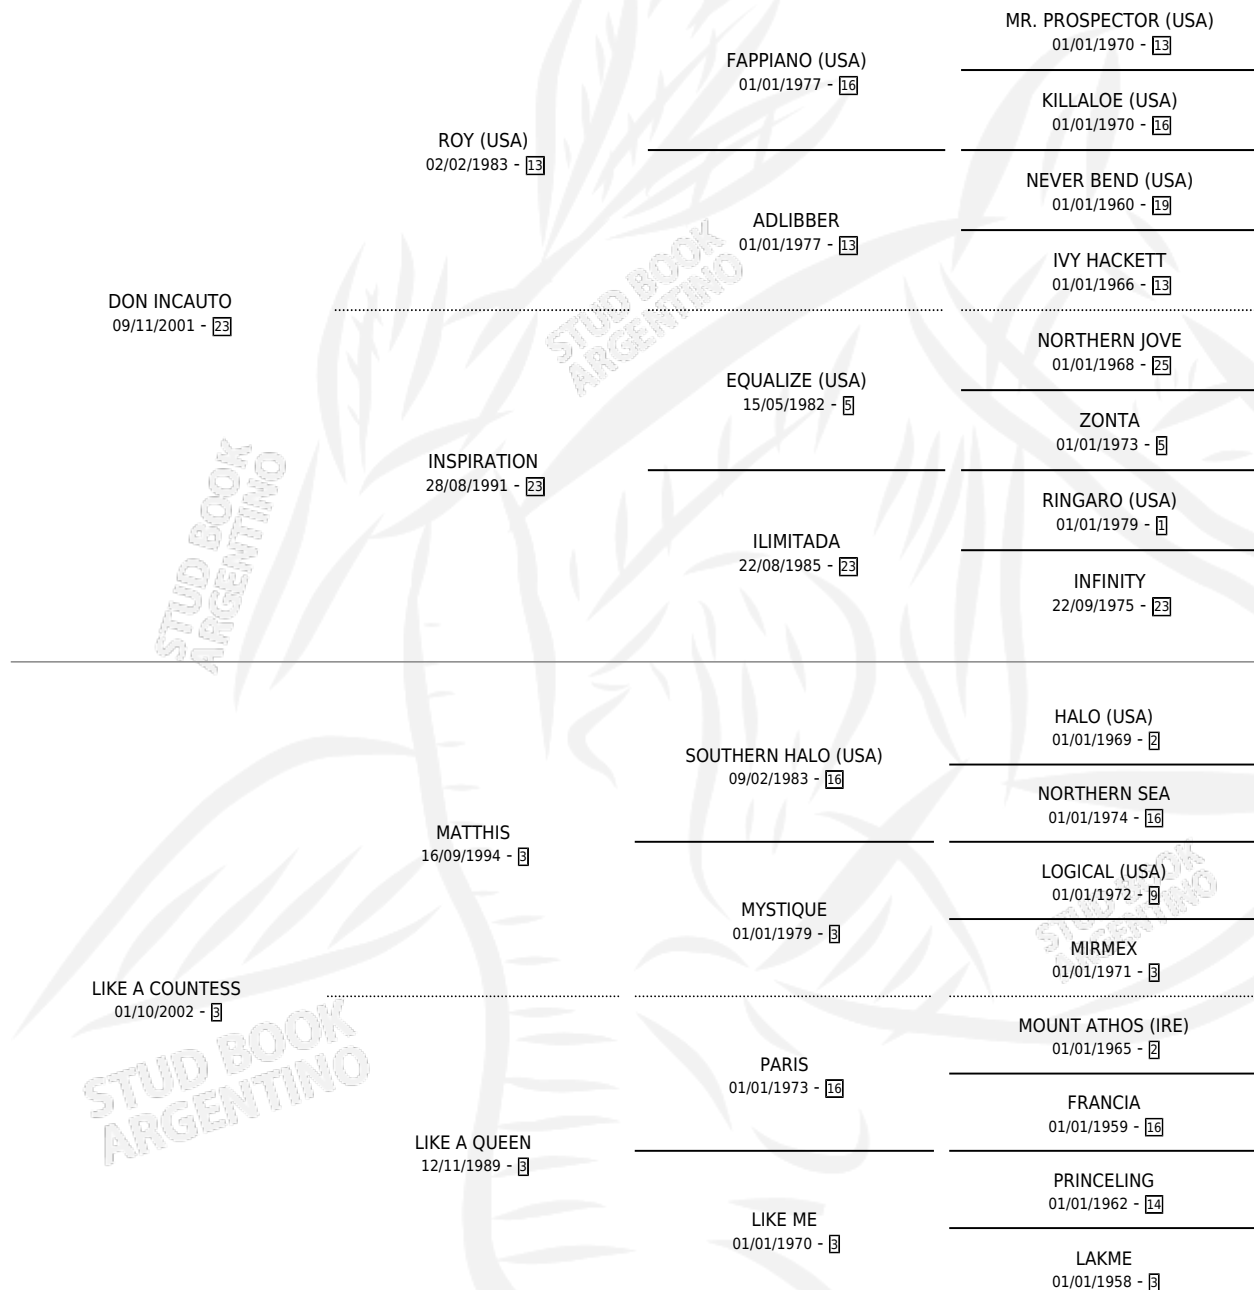 MR. PROSPECTOR (USA)
01/01/1970 - 13
FAPPIANO (USA)
01/01/1977 - 16
KILLALOE (USA)
01/01/1970 - 16
ROY (USA)
02/02/1983 - 13
NEVER BEND (USA)
01/01/1960 - 19
ADLIBBER
01/01/1977 - 13
IVY HACKETT
01/01/1966 - 13
DON INCAUTO
09/11/2001 - 23
NORTHERN JOVE
01/01/1968 - 25
EQUALIZE (USA)
15/05/1982 - 5
ZONTA
01/01/1973 - 5
INSPIRATION
28/08/1991 - 23
RINGARO (USA)
01/01/1979 - 1
ILIMITADA
22/08/1985 - 23
INFINITY
22/09/1975 - 23
HALO (USA)
01/01/1969 - 2
SOUTHERN HALO (USA)
09/02/1983 - 16
NORTHERN SEA
01/01/1974 - 16
MATTHIS
16/09/1994 - 3
LOGICAL (USA)
01/01/1972 - 9
MYSTIQUE
01/01/1979 - 3
MIRMEX
01/01/1971 - 3
LIKE A COUNTESS
01/10/2002 - 3
MOUNT ATHOS (IRE)
01/01/1965 - 2
PARIS
01/01/1973 - 16
FRANCIA
01/01/1959 - 16
LIKE A QUEEN
12/11/1989 - 3
PRINCELING
01/01/1962 - 14
LIKE ME
01/01/1970 - 3
LAKME
01/01/1958 - 3
STUD BOOK
ARGENTINO
STUD BOOK
ARGENTINO
STUD BOOK
ARGENTINO
STUD BOOK
ARGENTINO